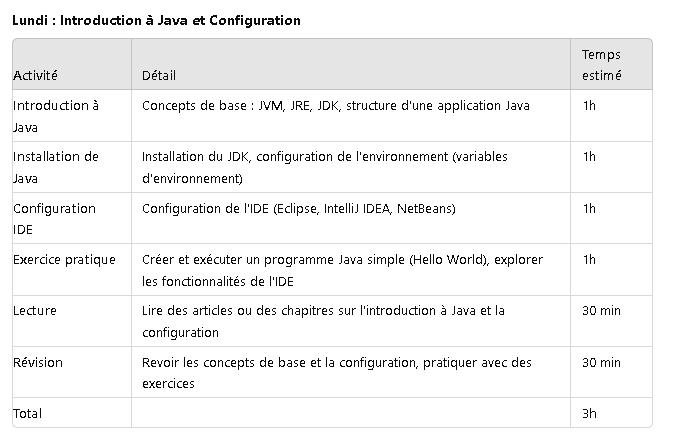 Lundi : Introduction à Java et Configuration
Activité Détail Temps estimé
Introduction à Java Concepts de base : JVM, JRE, JDK, structure d'une application Java 1h
Installation de Java Installation du JDK, configuration de l'environnement (variables d'environnement) 1h
Configuration IDE Configuration de l'IDE (Eclipse, IntelliJ IDEA, NetBeans) 1h
Exercice pratique Créer et exécuter un programme Java simple (Hello World), explorer les fonctionnalités de l'IDE 1h
Lecture Lire des articles ou des chapitres sur l'introduction à Java et la configuration 30 min
Révision Revoir les concepts de base et la configuration, pratiquer avec des exercices 30 min
Total 3h